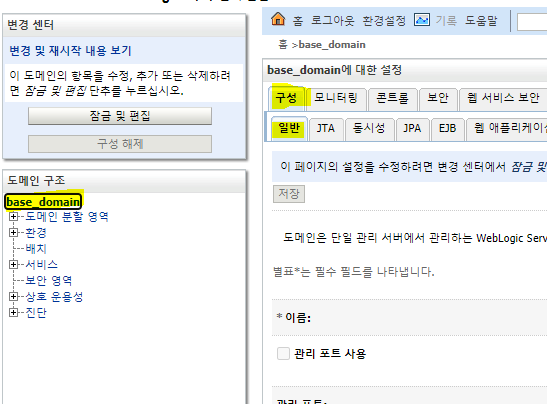 변경 센터
변경 및 재시작 내용 보기
이 도메인의 항목을 수정, 추가 또는 삭제하려
면 잠금 및 편집 단추를 누르십시오.
잠금 및 편집
구성 해제
도메인 구조
base_domain
도메인 분할 영역
환경
배치
서비스
보안 영역
상호 운용성
진단
홈 로그아웃 환경설정 기록 도움말
홈 >base_domain
base_domain에 대한 설정
구성 모니터링 콘트롤 보안 웹 서비스 보안
일반 JTA 동시성 JPA EJB 웹 애플리케이션
이 페이지의 설정을 수정하려면 변경 센터에서 잠금 및
저장
도메인은 단일 관리 서버에서 관리하는 WebLogic Serv
별표*는 필수 필드를 나타냅니다.
* 이름:
관리 포트 사용
관리 포트: